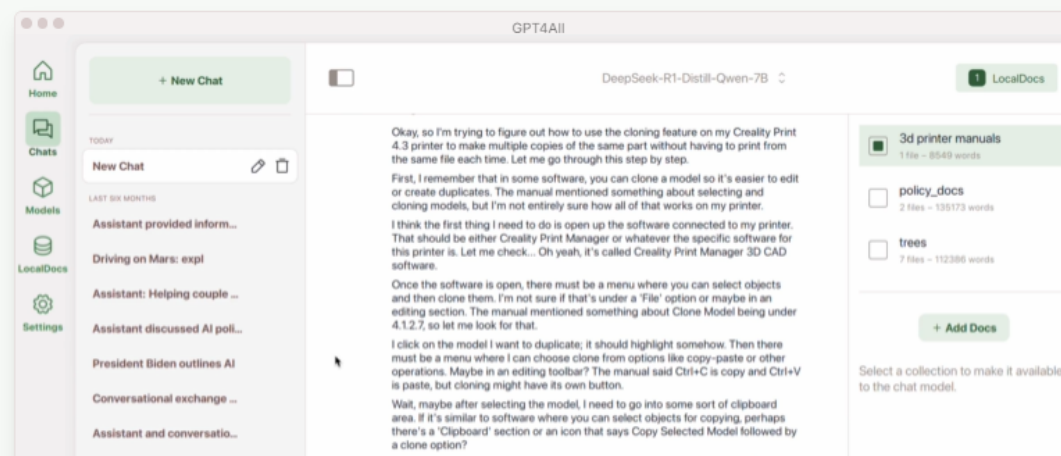 GPT4All
Home
Chats
Models
LocalDocs
Settings
+ New Chat
TODAY
New Chat
LAST SIX MONTHS
Assistant provided inform...
Driving on Mars: expl
Assistant: Helping couple ...
Assistant discussed AI poli...
President Biden outlines AI
Conversational exchange ...
Assistant and conversatio...
DeepSeek-R1-Distill-Qwen-7B
Okay, so I'm trying to figure out how to use the cloning feature on my Creality Print
4.3 printer to make multiple copies of the same part without having to print from
the same file each time. Let me go through this step by step.
First, I remember that in some software, you can clone a model so it's easier to edit
or create duplicates. The manual mentioned something about selecting and
cloning models, but I'm not entirely sure how all of that works on my printer.
I think the first thing I need to do is open up the software connected to my printer.
That should be either Creality Print Manager or whatever the specific software for
this printer is. Let me check... Oh yeah, it's called Creality Print Manager 3D CAD
software.
Once the software is open, there must be a menu where you can select objects
and then clone them. I'm not sure if that's under a 'File' option or maybe in an
editing section. The manual mentioned something about Clone Model being under
4.1.2.7, so let me look for that.
I click on the model I want to duplicate; it should highlight somehow. Then there
must be a menu where I can choose clone from options like copy-paste or other
operations. Maybe in an editing toolbar? The manual said Ctrl+C is copy and Ctrl+V
is paste, but cloning might have its own button.
Wait, maybe after selecting the model, I need to go into some sort of clipboard
area. If it's similar to software where you can select objects for copying, perhaps
there's a 'Clipboard' section or an icon that says Copy Selected Model followed by
a clone option?
1 LocalDocs
3d printer manuals
1 file – 8549 words
policy_docs
2 files – 135173 words
trees
7 files – 112386 words
+ Add Docs
Select a collection to make it available
to the chat model.